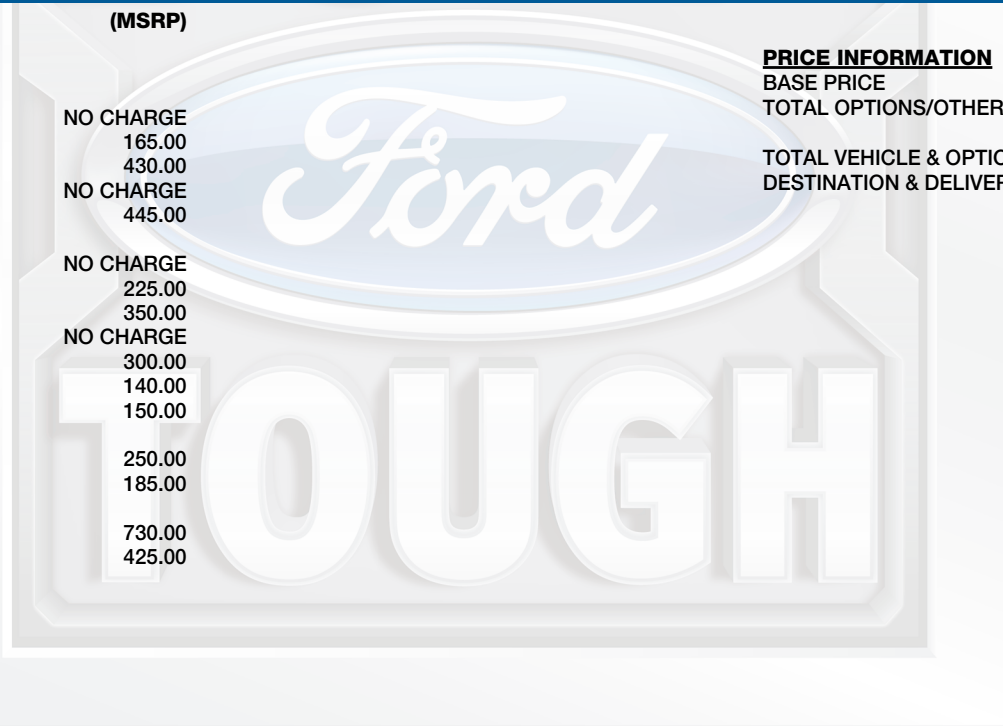 (MSRP)
NO CHARGE
165.00
430.00
NO CHARGE
445.00
NO CHARGE
225.00
350.00
NO CHARGE
300.00
140.00
150.00
250.00
185.00
730.00
425.00
PRICE INFORMATION
BASE PRICE
TOTAL OPTIONS/OTHER
TOTAL VEHICLE & OPTIO
DESTINATION & DELIVER
Ford
TOUGH